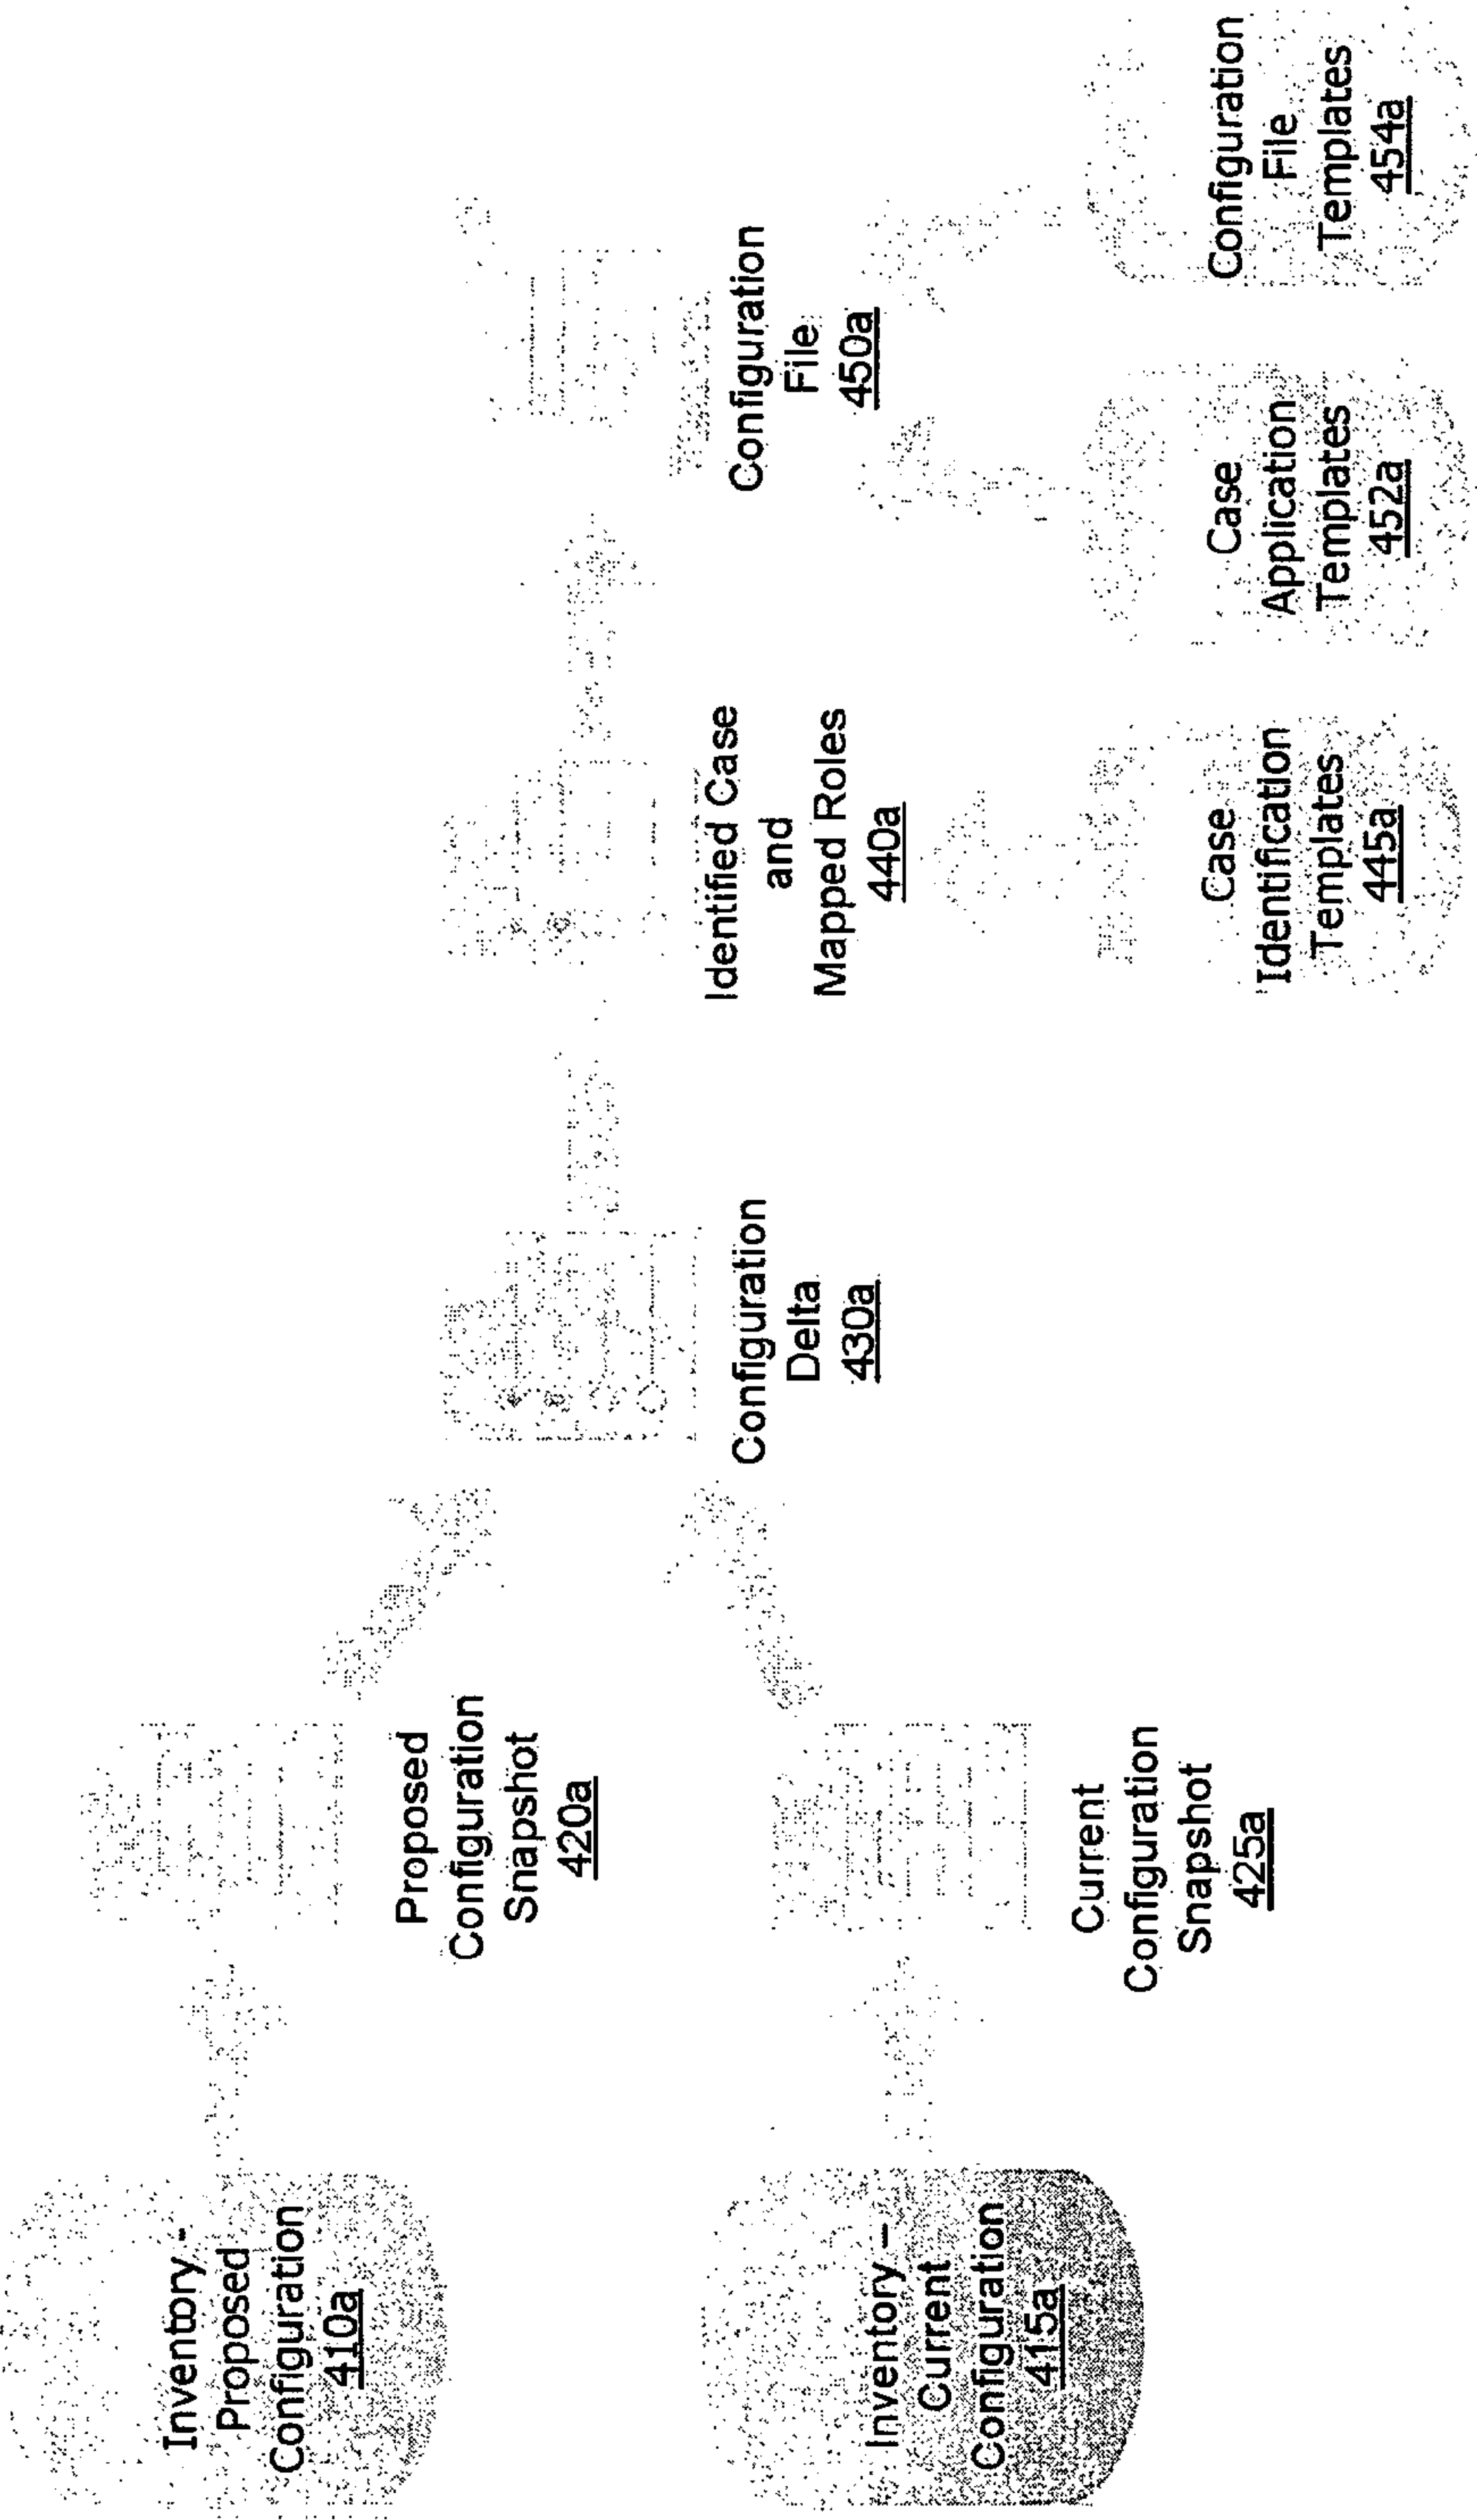 Inventory -
Proposed
Configuration
410a
Proposed
Configuration
Snapshot
420a
Inventory –
Current
Configuration
415a
Current
Configuration
Snapshot
425a
Configuration
Delta
430a
Identified Case
and
Mapped Roles
440a
Configuration
File
450a
Case
Identification
Templates
445a
Case
Application
Templates
452a
Configuration
File
Templates
454a